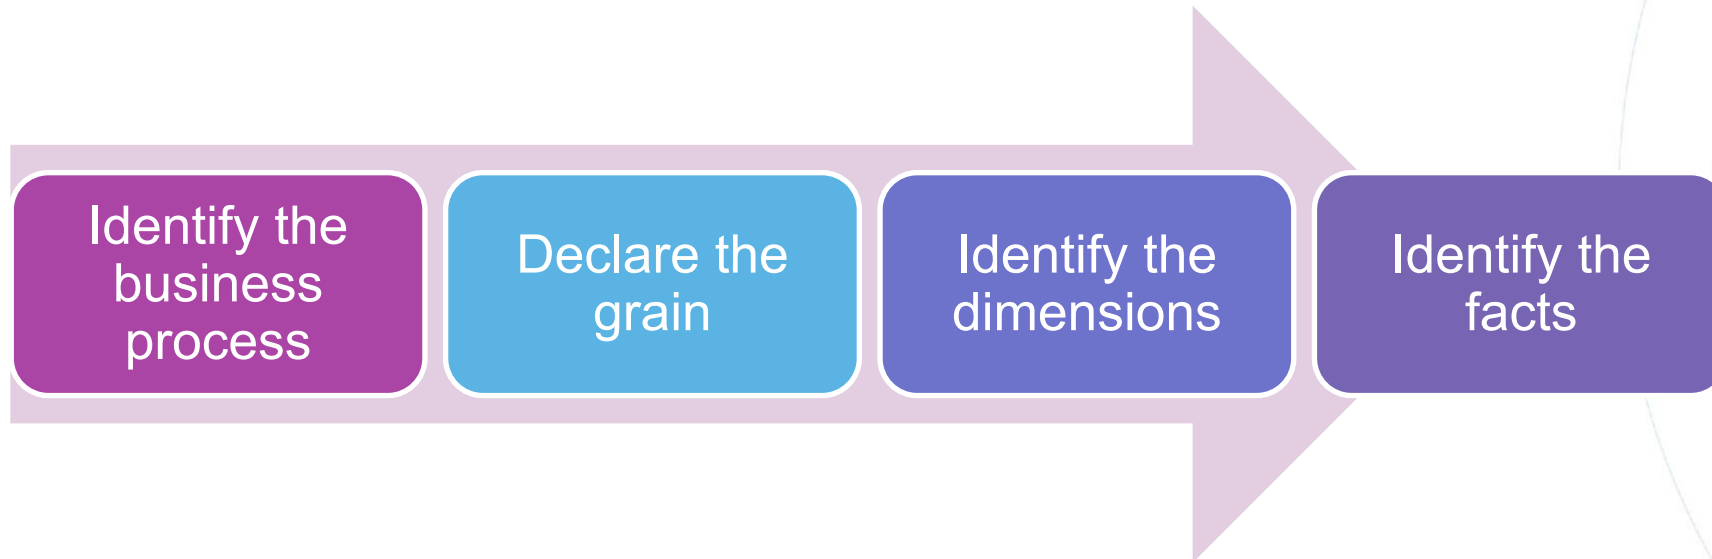 Identify the
business
process
Declare the
grain
Identify the
dimensions
Identify the
facts